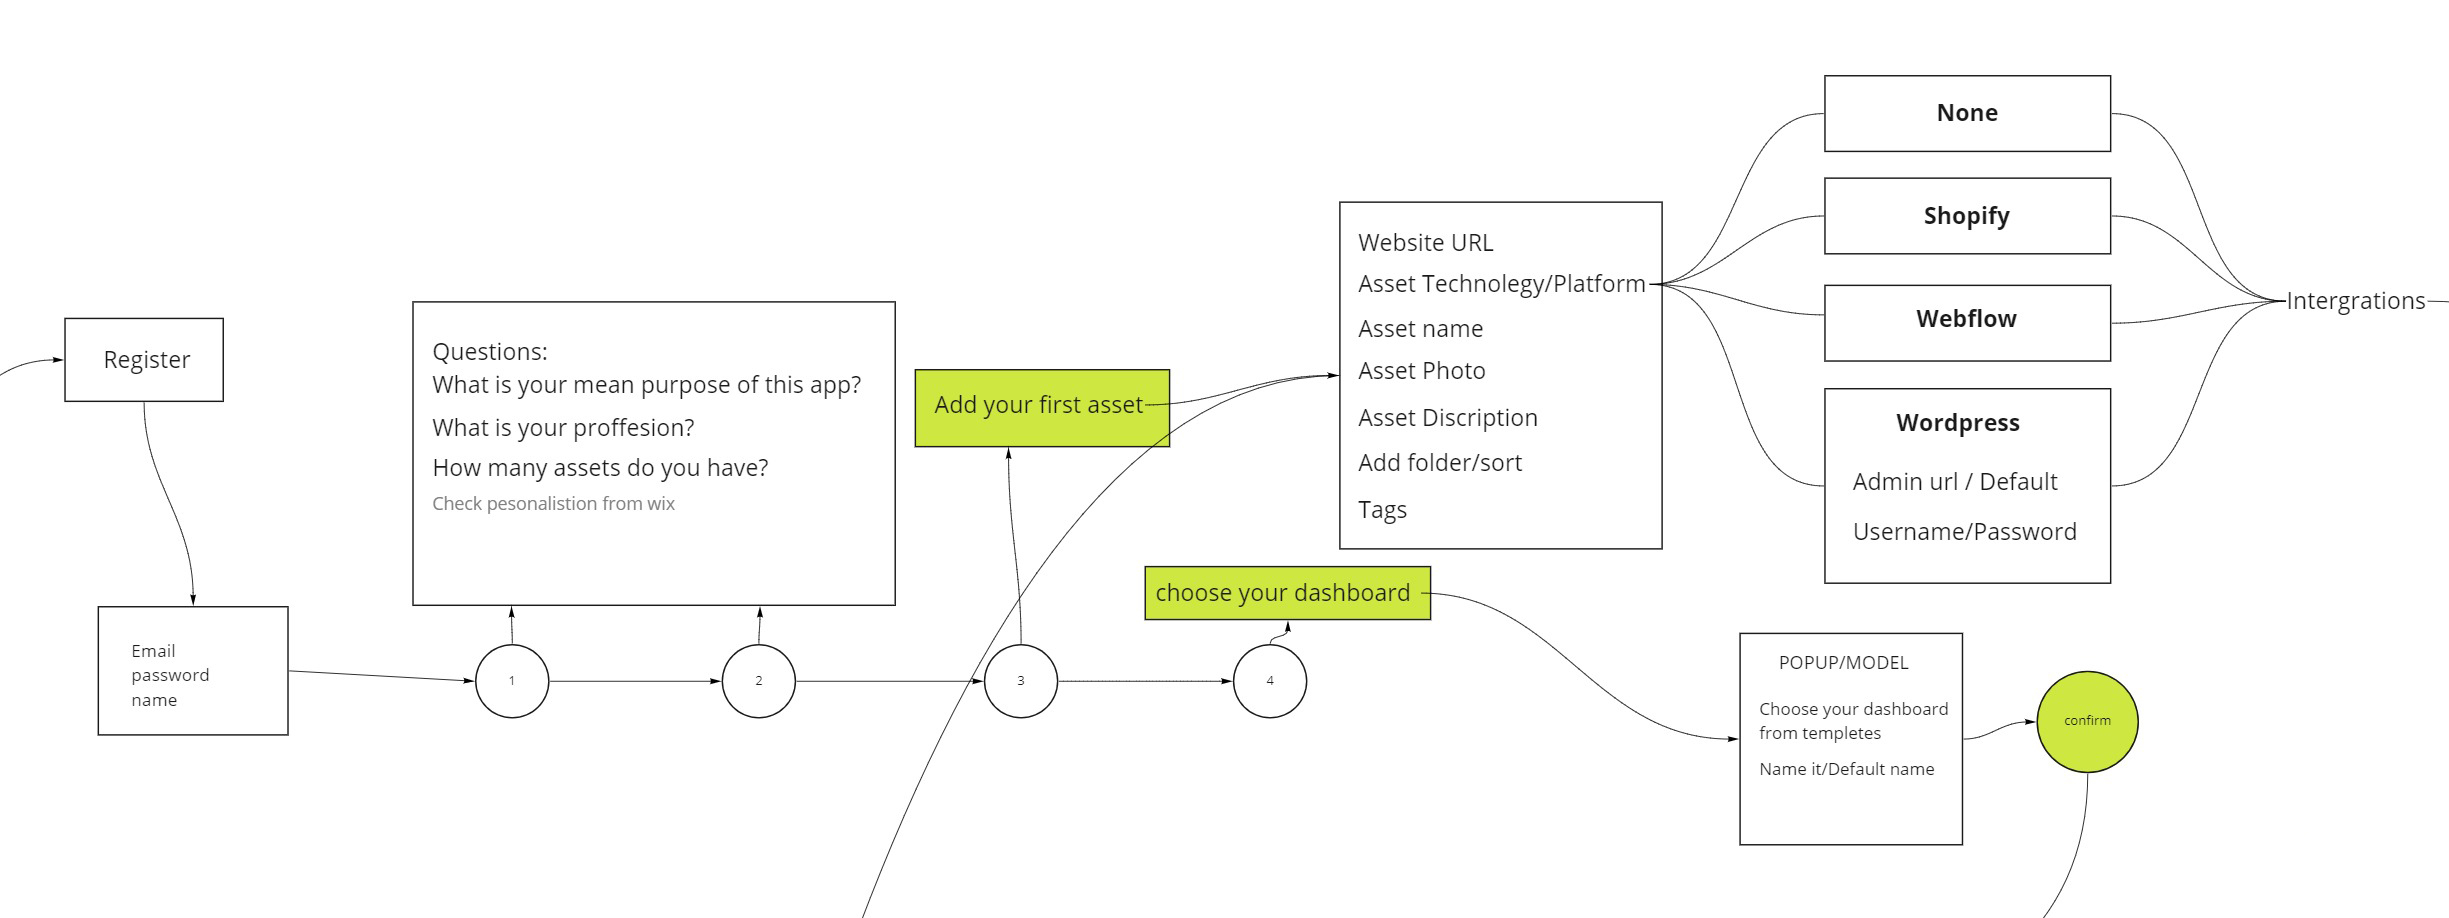 Register
Email
password
name
Questions:
What is your mean purpose of this app?
What is your proffesion?
How many assets do you have?
Check pesonalistion from wix
1
2
3
4
Add your first asset
choose your dashboard
Website URL
Asset Technolegy/Platform
Asset name
Asset Photo
Asset Discription
Add folder/sort
Tags
None
Shopify
Webflow
Wordpress
Admin url / Default
Username/Password
Intergrations
POPUP/MODEL
Choose your dashboard
from templetes
Name it/Default name
confirm